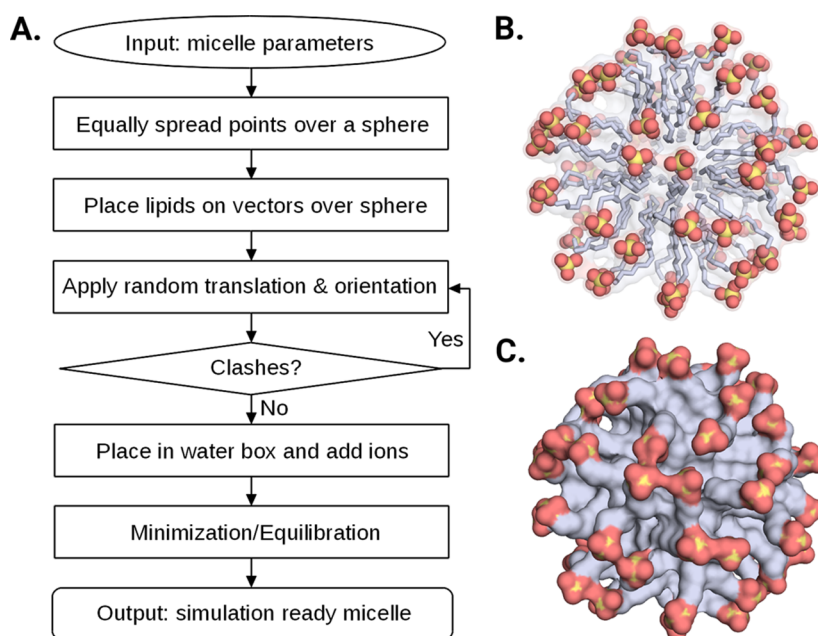 A.
Input: micelle parameters
Equally spread points over a sphere
Place lipids on vectors over sphere
Apply random translation & orientation
Yes
Clashes?
No
Place in water box and add ions
Minimization/Equilibration
Output: simulation ready micelle
B.
C.